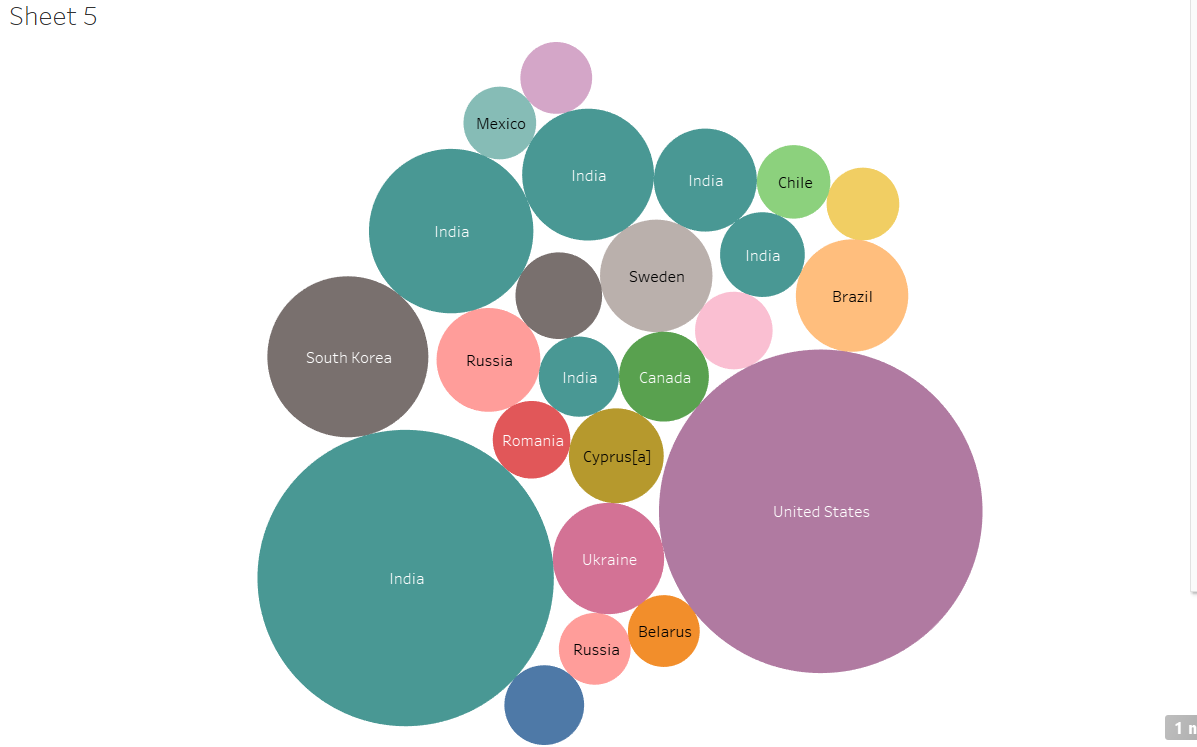 Sheet 5
Mexico
India
India
Chile
India
India
Sweden
Brazil
South Korea
Russia
India
Canada
Romania
Cyprus[a]
United States
Ukraine
India
Belarus
Russia
1 n